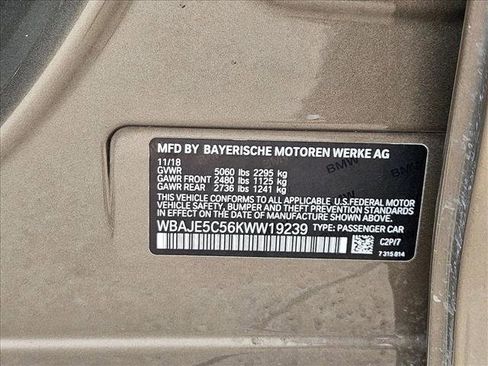 MFD BY BAYERISCHE MOTOREN WERKE AG
11/18
GVWR 5060 lbs 2295 kg
GAWR FRONT 2480 lbs 1125 kg
GAWR REAR 2736 lbs 1241 kg
THIS VEHICLE CONFORMS TO ALL APPLICABLE U.S.FEDERAL MOTOR
VEHICLE SAFETY, BUMPER, AND THEFT PREVENTION STANDARDS
IN EFFECT ON THE DATE OF MANUFACTURE SHOWN ABOVE.
WBAJE5C56KWW19239 TYPE: PASSENGER CAR
C2P/7
7 315 814
BMW
BMW